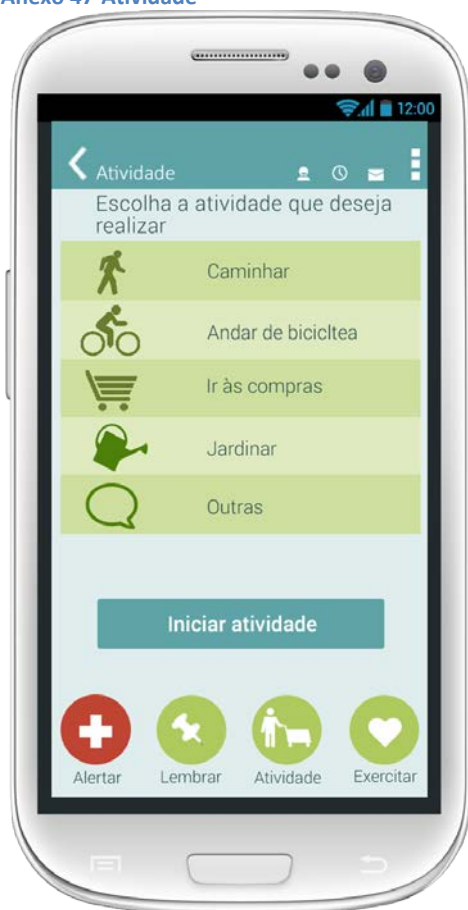 Anexo 47 Atividade
12:00
Atividade
Escolha a atividade que deseja
realizar
Caminhar
Andar de bicicltea
Ir às compras
Jardinar
Outras
Iniciar atividade
Alertar Lembrar Atividade Exercitar